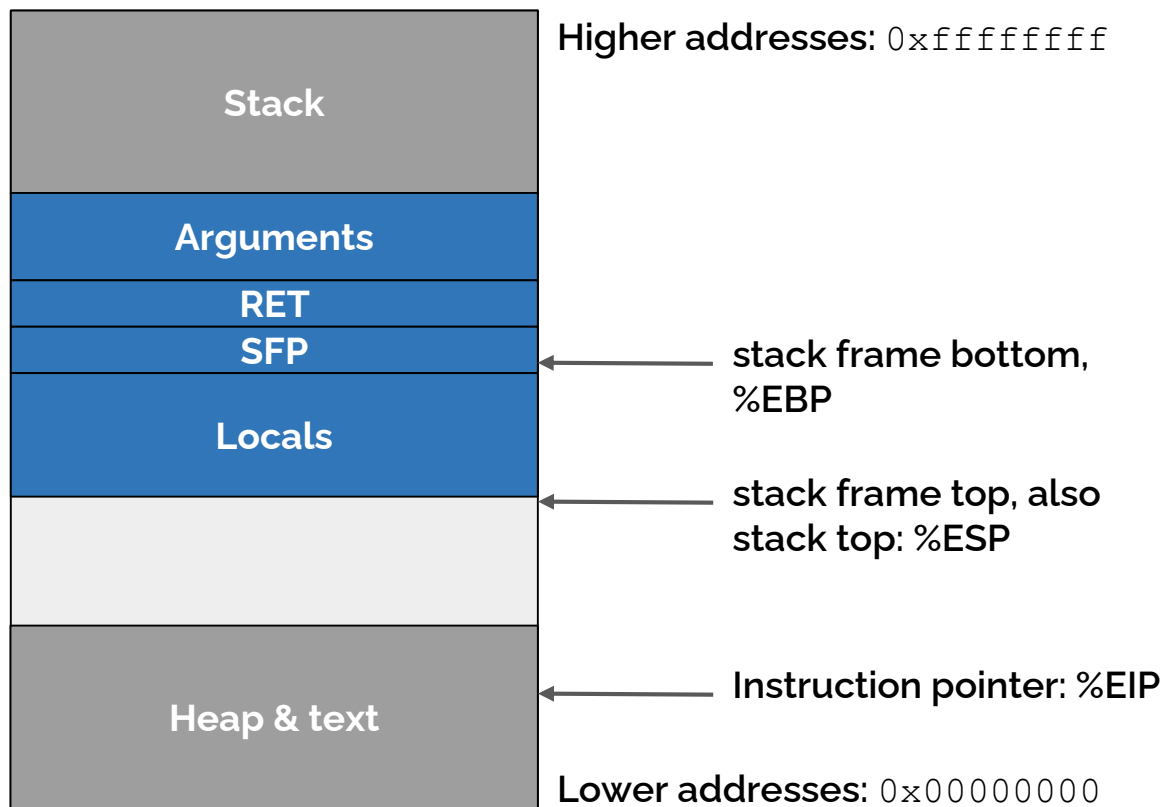 Higher addresses: 0xffffffff
Stack
Arguments
RET
SFP
stack frame bottom,
%EBP
Locals
stack frame top, also
stack top: %ESP
Instruction pointer: %EIP
Heap & text
Lower addresses: 0x00000000